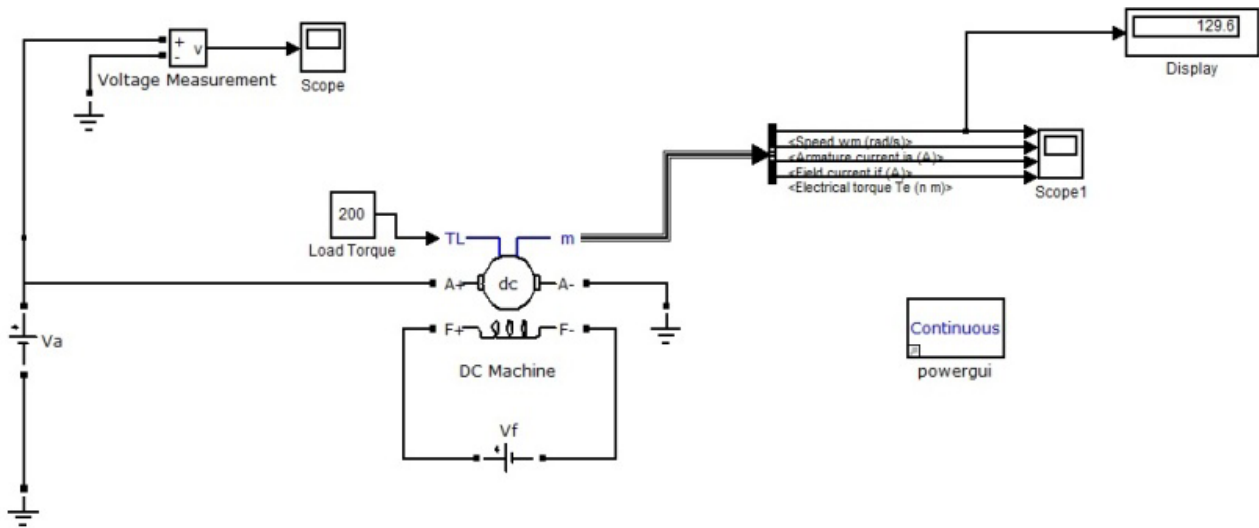 129.6
Display
+
-
v
Voltage Measurement
Scope
<Speed wm (rad/s)>
<Armature current ia (A)>
<Field current if (A)>
<Electrical torque Te (n m)>
Scope1
200
Load Torque
TL
m
A+
dc
A-
F+
F-
DC Machine
+
Va
Continuous
powergui
Vf
+